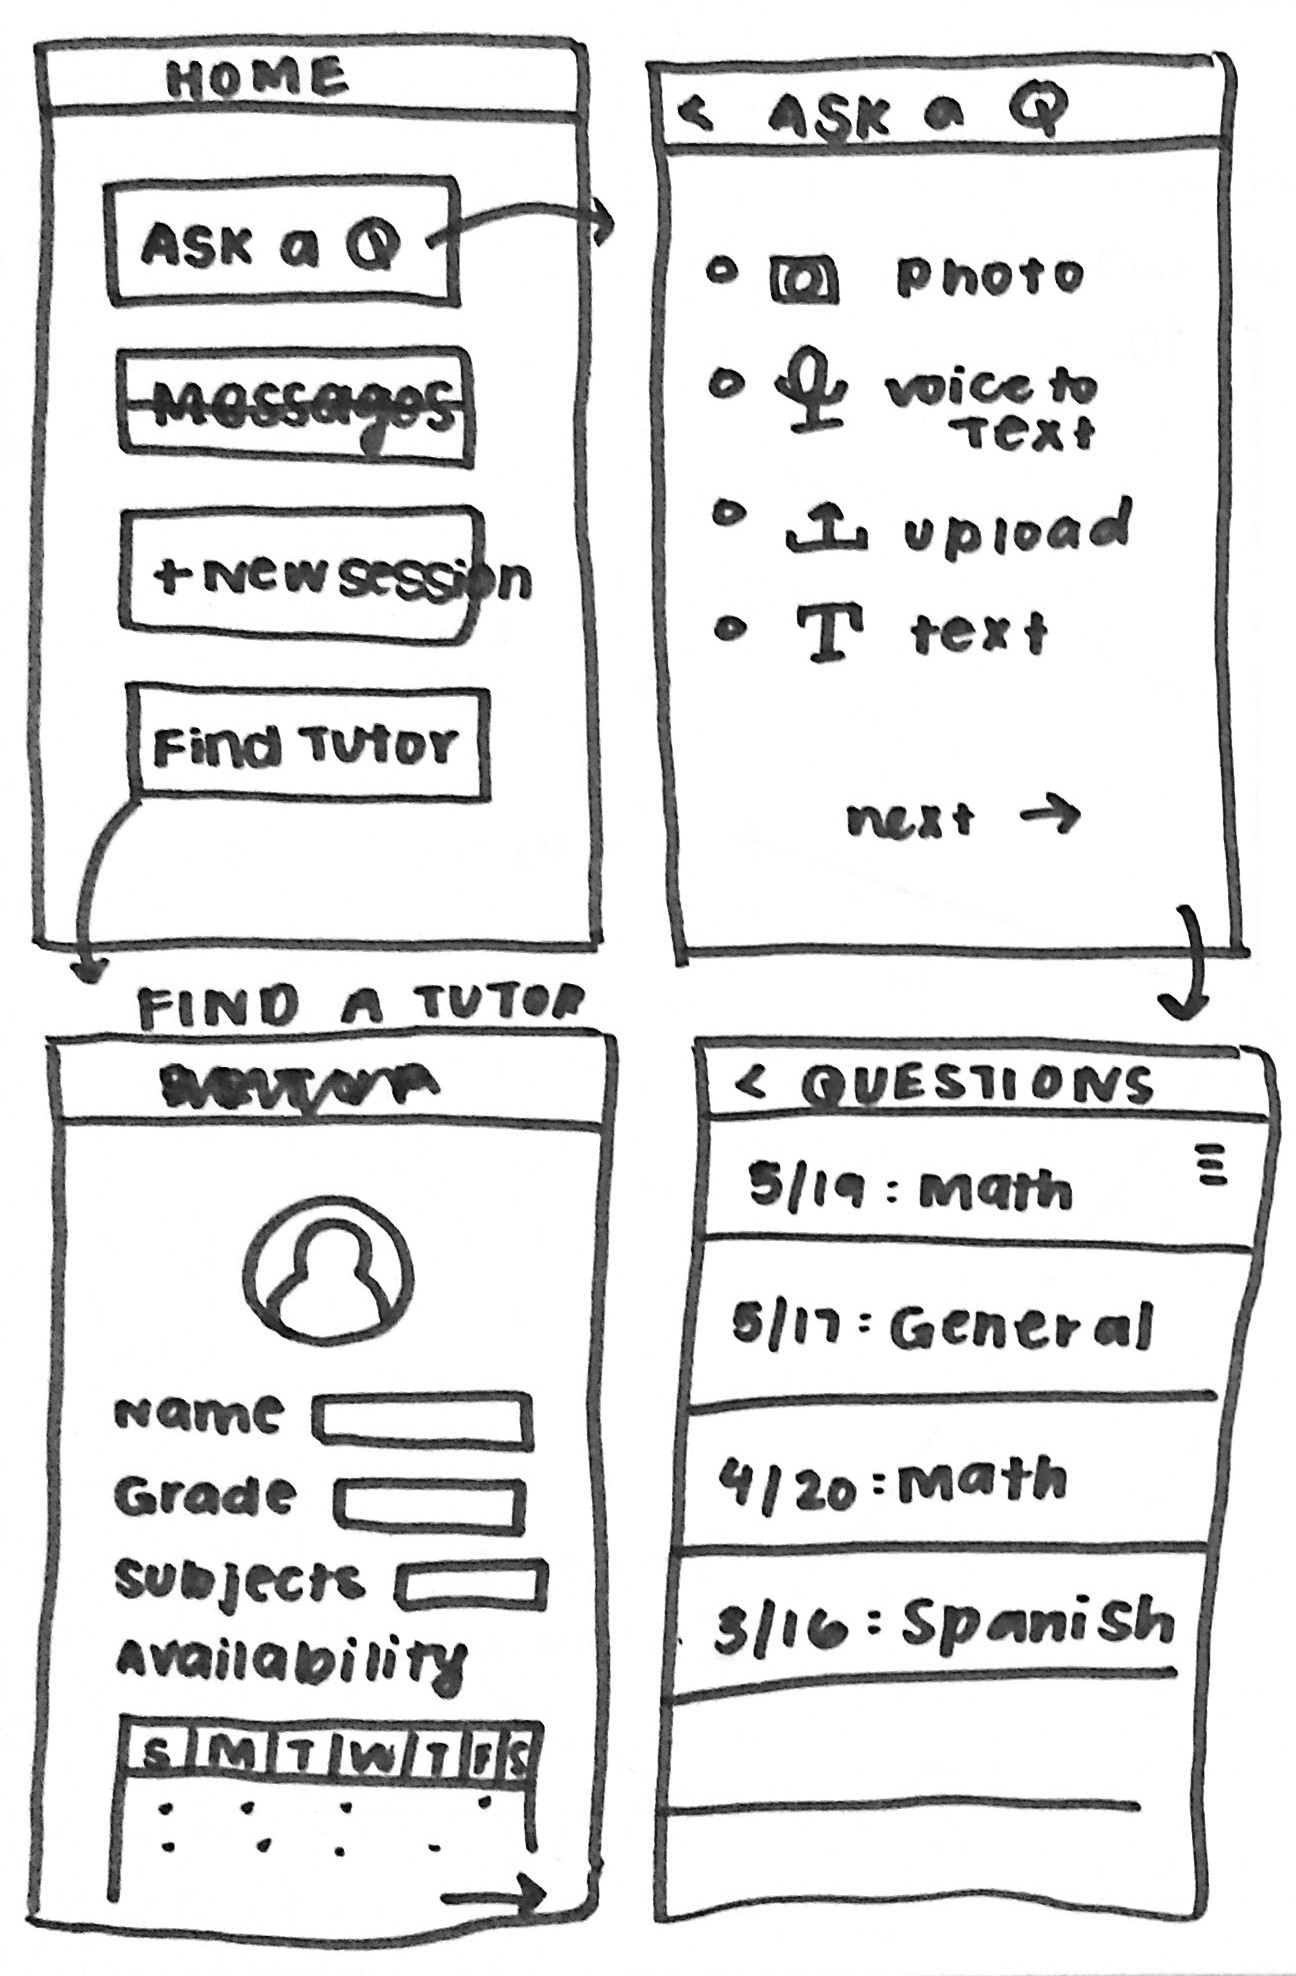 HOME
ASK a Q
Messages
+ New session
Find Tutor
< ASK a Q
photo
voice to
Text
upload
T text
next →
FIND A TUTOR
Name
Grade
Subjects
Availability
S M T W T F S
< QUESTIONS
5/19: Math
5/17: General
4/20: Math
3/16: Spanish